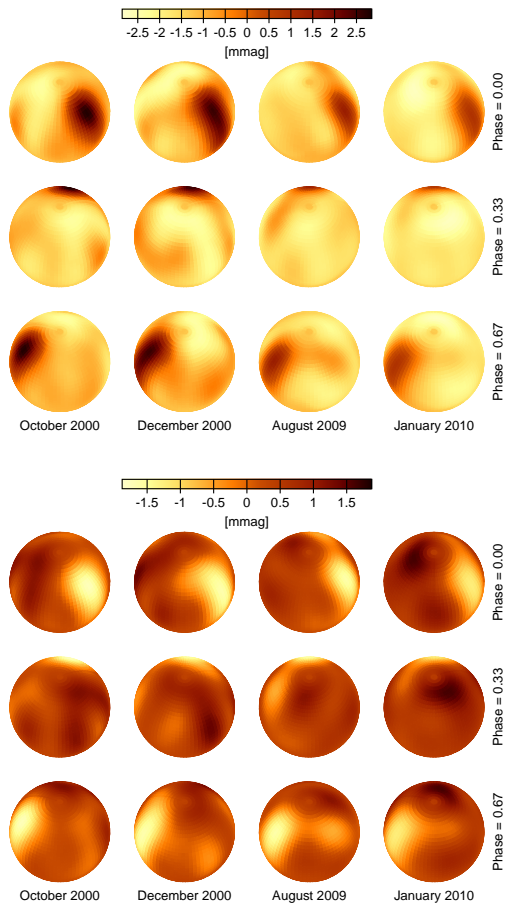 -2.5 -2 -1.5 -1 -0.5 0 0.5 1 1.5 2 2.5
[mmag]
Phase = 0.00
Phase = 0.33
Phase = 0.67
October 2000 December 2000 August 2009 January 2010
-1.5 -1 -0.5 0 0.5 1 1.5
[mmag]
Phase = 0.00
Phase = 0.33
Phase = 0.67
October 2000 December 2000 August 2009 January 2010